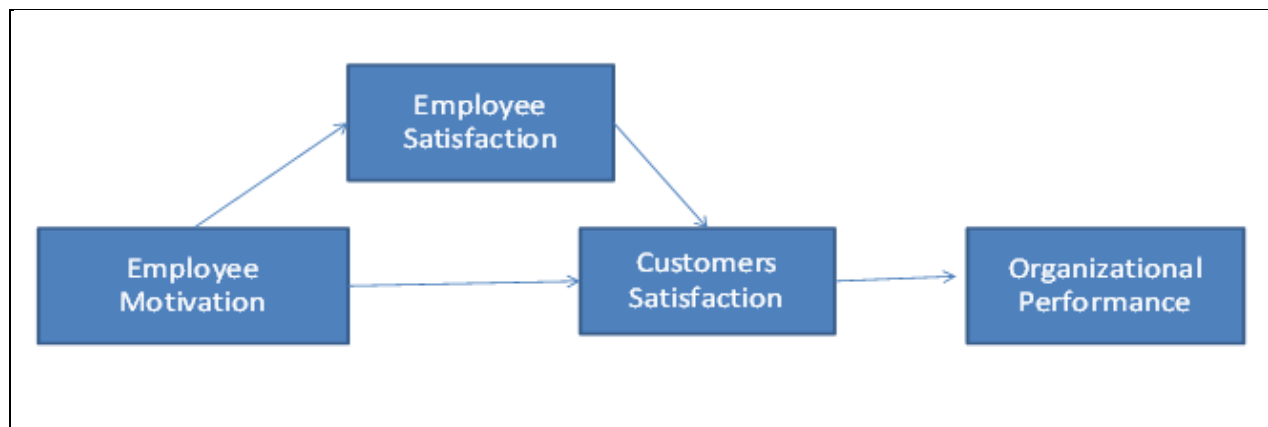 Employee
Satisfaction
Employee
Motivation
Customers
Satisfaction
Organizational
Performance